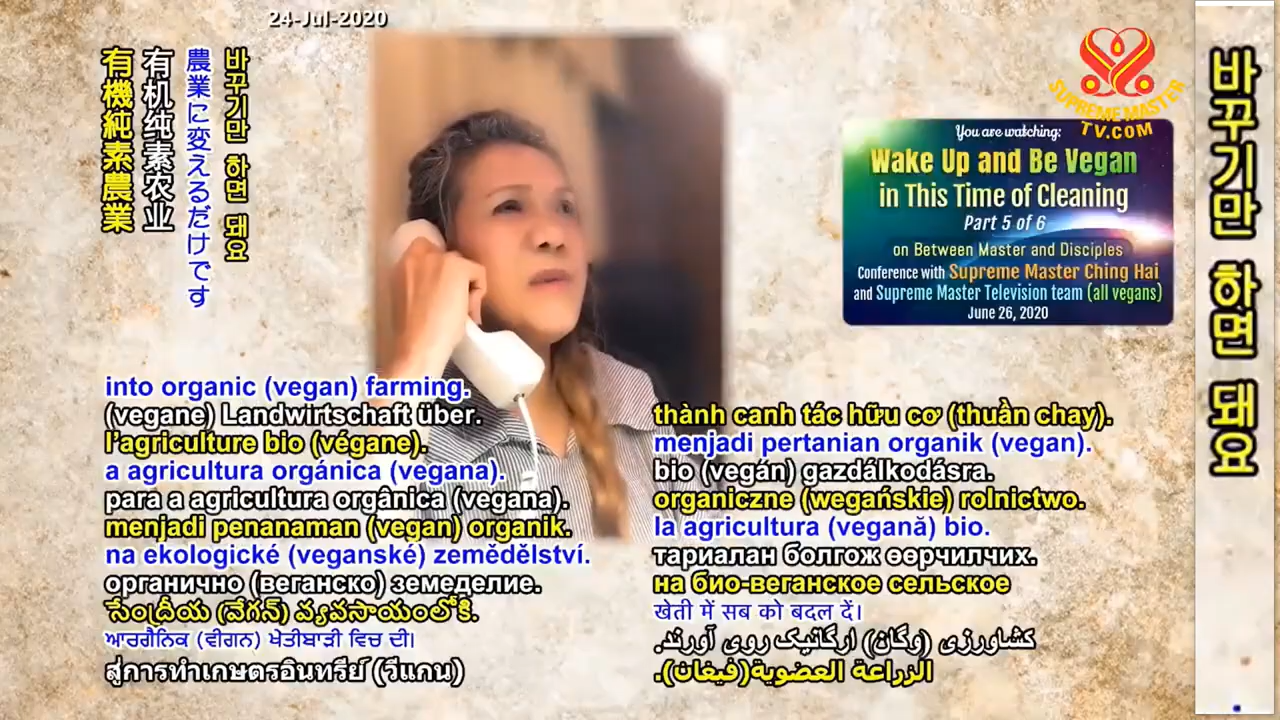 24-Jul-2020
有機純素農業
有机纯素农业
農業に変えるだけです
바꾸기만 하면 돼요
SUPREME MASTER
TV.COM
You are watching:
Wake Up and Be Vegan
in This Time of Cleaning
Part 5 of 6
on Between Master and Disciples
Conference with Supreme Master Ching Hai
and Supreme Master Television team (all vegans)
June 26, 2020
바꾸기만 하면 돼요
into organic (vegan) farming.
(vegane) Landwirtschaft über.
l’agriculture bio (végane).
a agricultura orgánica (vegana).
para a agricultura orgânica (vegana).
menjadi penanaman (vegan) organik.
na ekologické (veganské) zemědělství.
органично (веганско) земеделие.
సేంద్రీయ (వేగన్) వ్యవసాయంలోకి.
ਆਰਗੈਨਿਕ (ਵੀਗਨ) ਖੇਤੀਬਾੜੀ ਵਿਚ ਦੀ।
สู่การทำเกษตรอินทรีย์ (วีแกน)
thành canh tác hữu cơ (thuần chay).
menjadi pertanian organik (vegan).
bio (vegán) gazdálkodásra.
organiczne (wegańskie) rolnictwo.
la agricultura (vegană) bio.
тариалан болгож өөрчилчих.
на био-веганское сельское
खेती में सब को बदल दें।
کشاورزی (وگان) ارگانیک روی آورند.
الزراعة العضوية(فيغان).